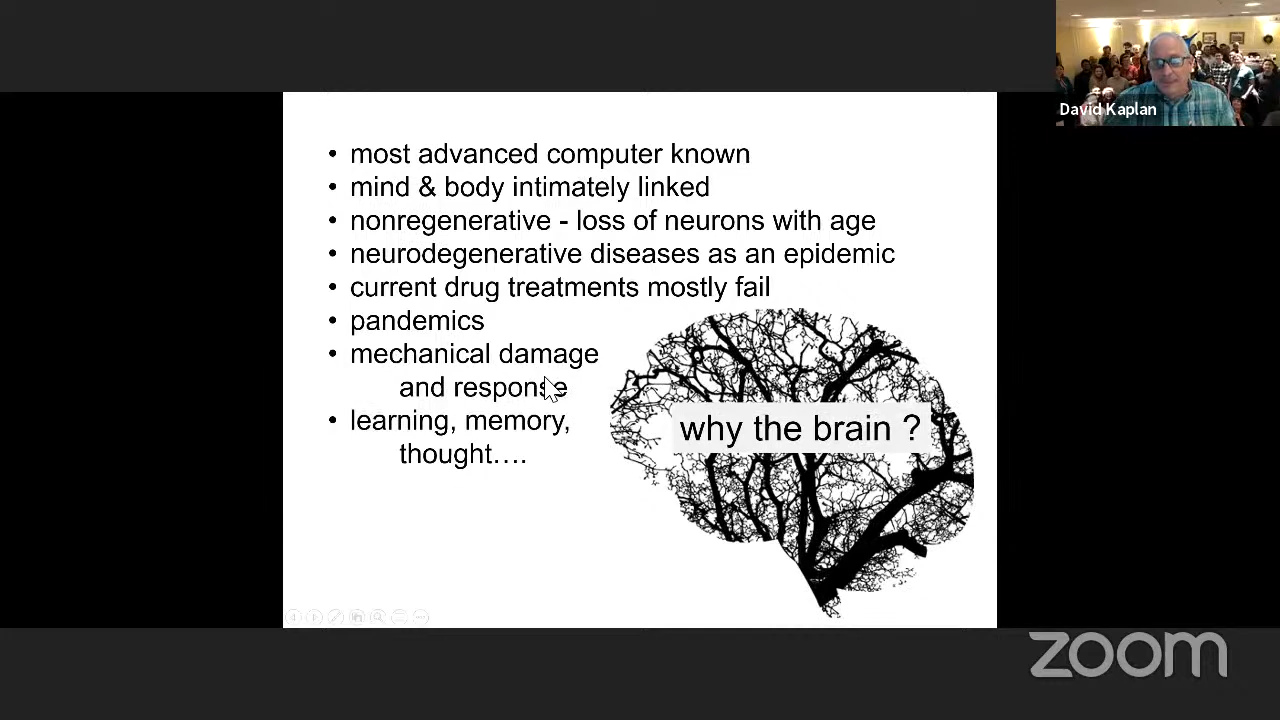 David Kaplan
• most advanced computer known
• mind & body intimately linked
• nonregenerative - loss of neurons with age
• neurodegenerative diseases as an epidemic
• current drug treatments mostly fail
• pandemics
• mechanical damage
and response
• learning, memory,
thought….
why the brain ?
zoom